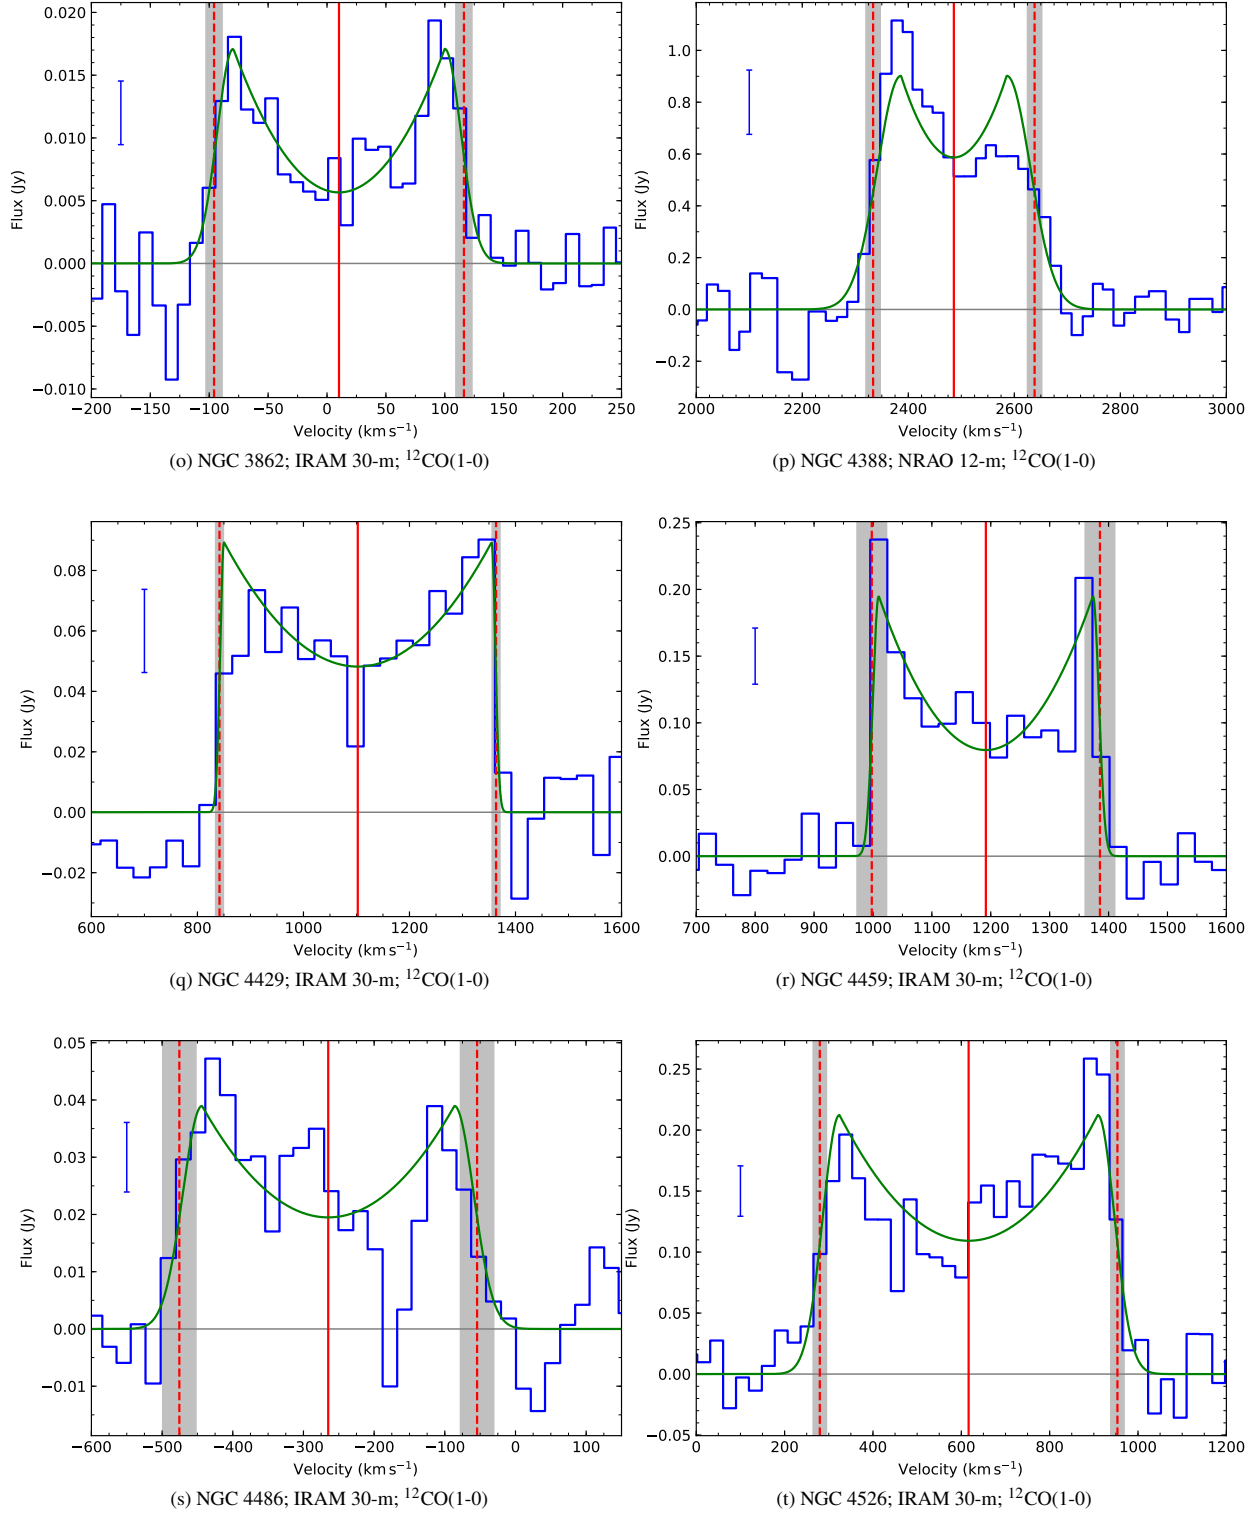 0.020
0.015
0.010
0.005
0.000
−0.005
−0.010
Flux (Jy)
−200 −150 −100 −50 0 50 100 150 200 250
Velocity (km s⁻¹)
(o) NGC 3862; IRAM 30-m; ¹²CO(1-0)
1.0
0.8
0.6
0.4
0.2
0.0
−0.2
Flux (Jy)
2000 2200 2400 2600 2800 3000
Velocity (km s⁻¹)
(p) NGC 4388; NRAO 12-m; ¹²CO(1-0)
0.08
0.06
0.04
0.02
0.00
−0.02
Flux (Jy)
600 800 1000 1200 1400 1600
Velocity (km s⁻¹)
(q) NGC 4429; IRAM 30-m; ¹²CO(1-0)
0.25
0.20
0.15
0.10
0.05
0.00
Flux (Jy)
700 800 900 1000 1100 1200 1300 1400 1500 1600
Velocity (km s⁻¹)
(r) NGC 4459; IRAM 30-m; ¹²CO(1-0)
0.05
0.04
0.03
0.02
0.01
0.00
−0.01
Flux (Jy)
−600 −500 −400 −300 −200 −100 0 100
Velocity (km s⁻¹)
(s) NGC 4486; IRAM 30-m; ¹²CO(1-0)
0.25
0.20
0.15
0.10
0.05
0.00
−0.05
Flux (Jy)
0 200 400 600 800 1000 1200
Velocity (km s⁻¹)
(t) NGC 4526; IRAM 30-m; ¹²CO(1-0)